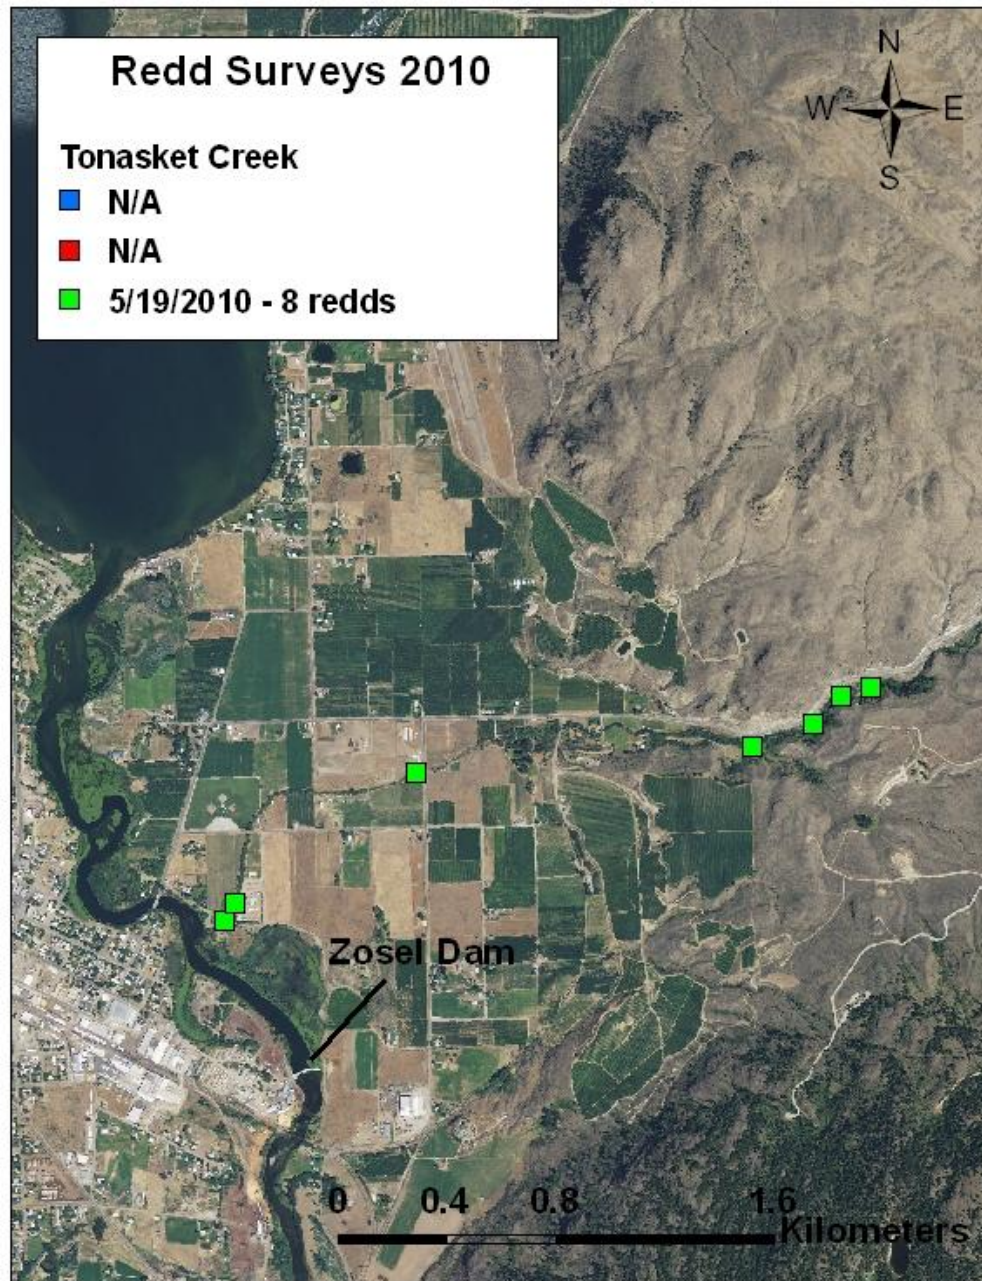 Redd Surveys 2010
Tonasket Creek
N/A
N/A
5/19/2010 - 8 redds
N
W E
S
Zosel Dam
0 0.4 0.8 1.6
Kilometers